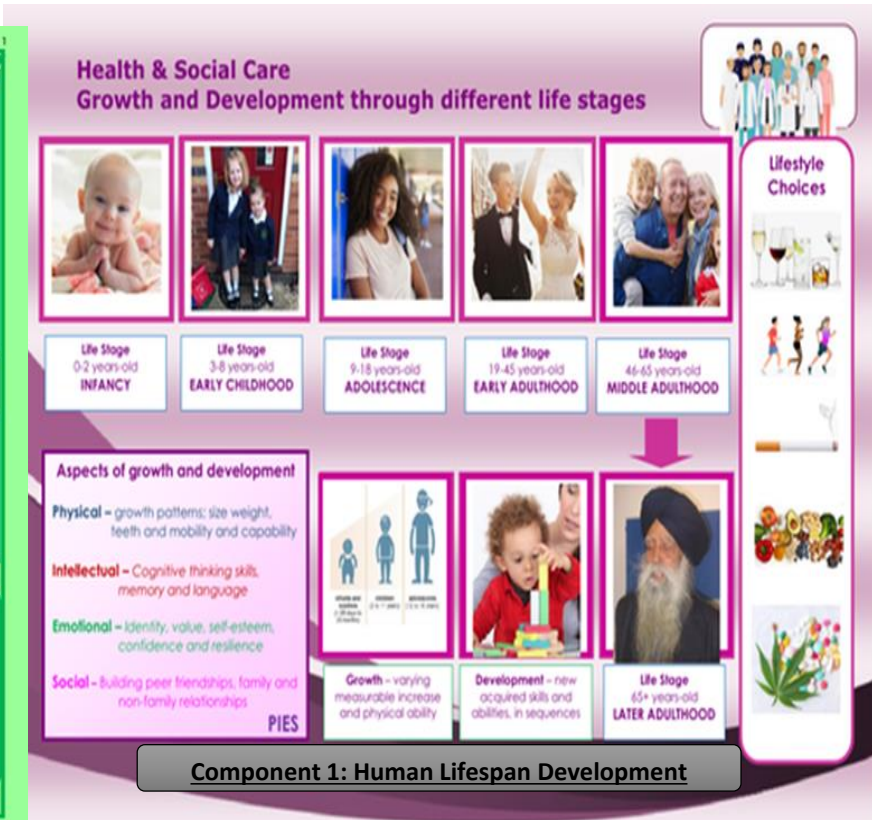 1
Health & Social Care
Growth and Development through different life stages
Lifestyle
Choices
Life Stage
0-2 years-old
INFANCY
Life Stage
3-8 years-old
EARLY CHILDHOOD
Life Stage
9-18 years-old
ADOLESCENCE
Life Stage
19-45 years-old
EARLY ADULTHOOD
Life Stage
46-65 years-old
MIDDLE ADULTHOOD
Aspects of growth and development
Physical – growth patterns: size weight,
teeth and mobility and capability
Intellectual – Cognitive thinking skills,
memory and language
Emotional – Identity, value, self-esteem,
confidence and resilience
Social - Building peer friendships, family and
non-family relationships
PIES
Growth – varying
measurable increase
and physical ability
Development – new
acquired skills and
abilities, in sequences
Life Stage
65+ years-old
LATER ADULTHOOD
Component 1: Human Lifespan Development